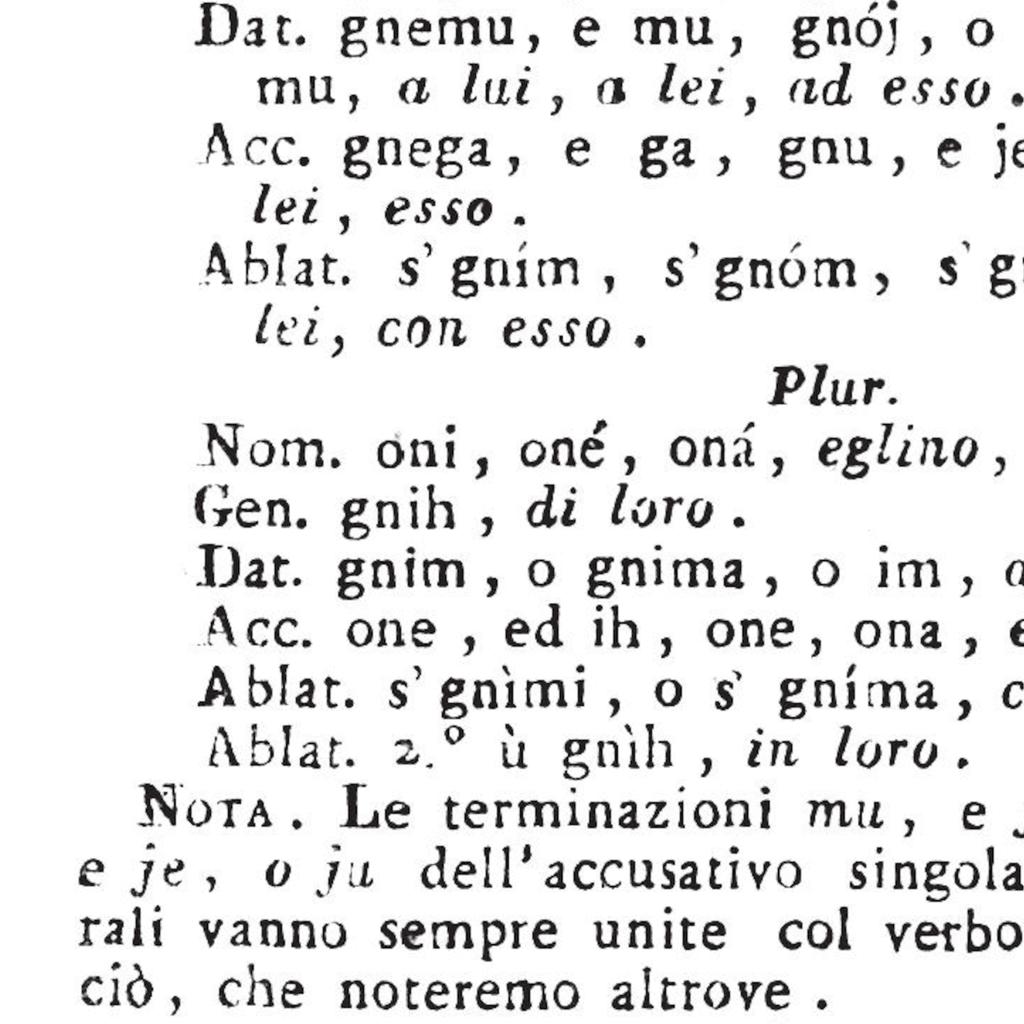 Dat. gnemu, e mu, gnój, o
mu, a lui, a lei, ad esso.
Acc. gnega, e ga, gnu, e je
lei, esso.
Ablat. s'gním, s'gnóm, s'g
lei, con esso.
Plur.
Nom. oni, oné, oná, eglino,
Gen. gnih, di loro.
Dat. gnim, o gnima, o im, a
Acc. one, ed ih, one, ona, e
Ablat. s'gnìmi, o s' gníma, c
Ablat. 2.º ù gnìh, in loro.
NOTA. Le terminazioni mu, e
e je, o ju dell'accusativo singola
rali vanno sempre unite col verbo
ciò, che noteremo altrove.